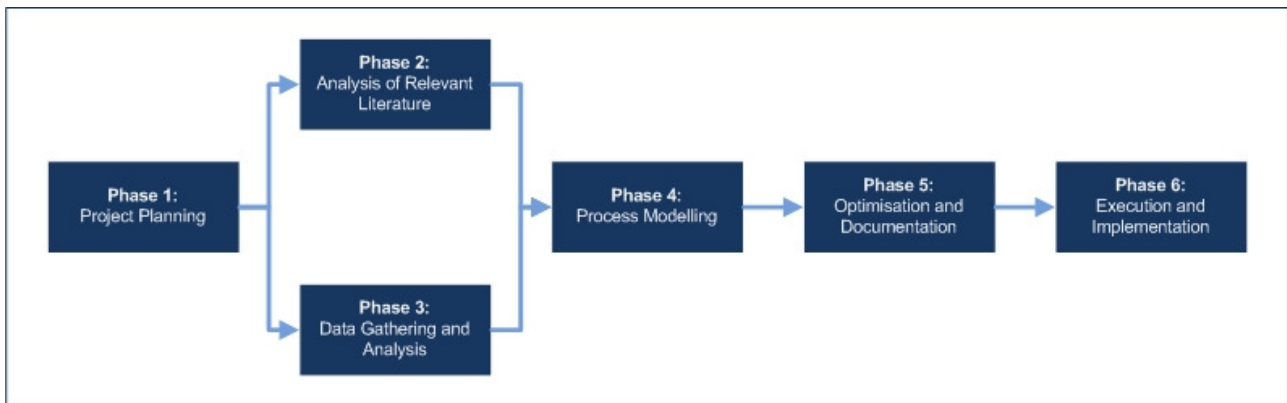 Phase 1:
Project Planning
Phase 2:
Analysis of Relevant
Literature
Phase 3:
Data Gathering and
Analysis
Phase 4:
Process Modelling
Phase 5:
Optimisation and
Documentation
Phase 6:
Execution and
Implementation